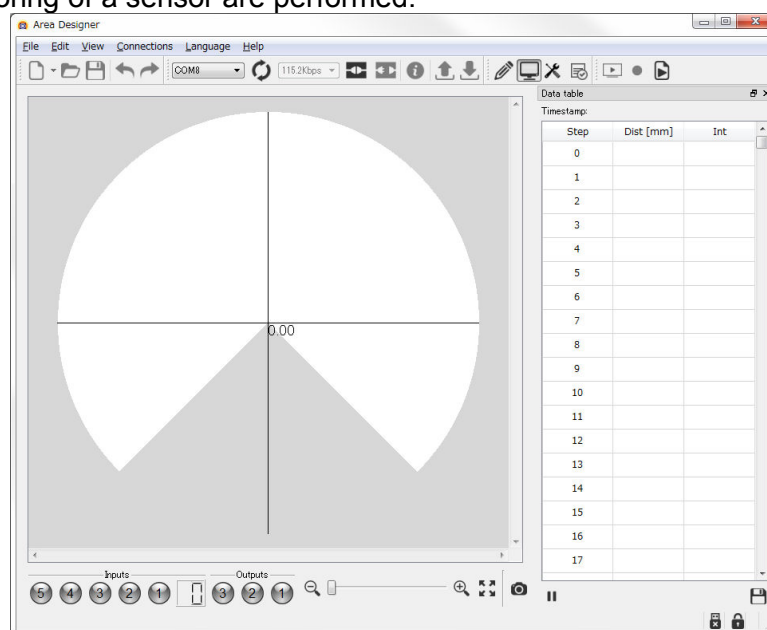 oring of a sensor are performed.
Area Designer
File Edit View Connections Language Help
COM8 115.2Kbps
Data table
Timestamp:
Step Dist [mm] Int
0
1
2
3
4
5
6
7
8
9
10
11
12
13
14
15
16
17
0.00
Inputs Outputs
5 4 3 2 1 0 3 2 1